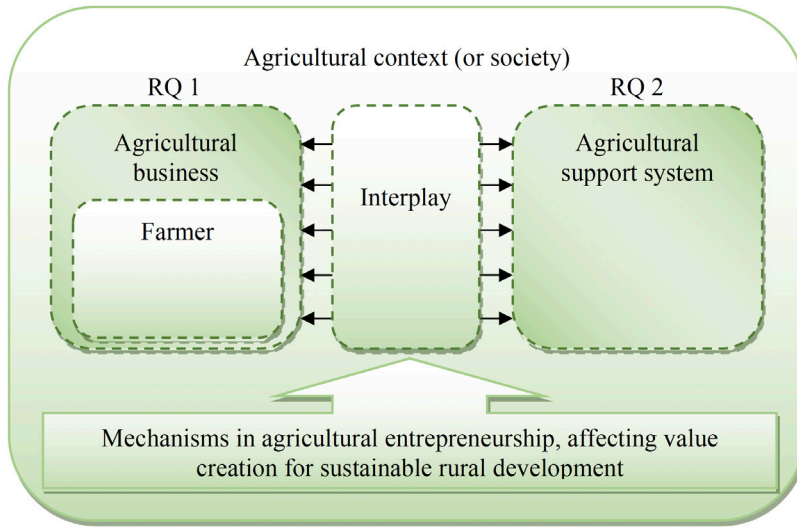 Agricultural context (or society)
RQ 1
RQ 2
Agricultural
business
Farmer
Interplay
Agricultural
support system
Mechanisms in agricultural entrepreneurship, affecting value
creation for sustainable rural development